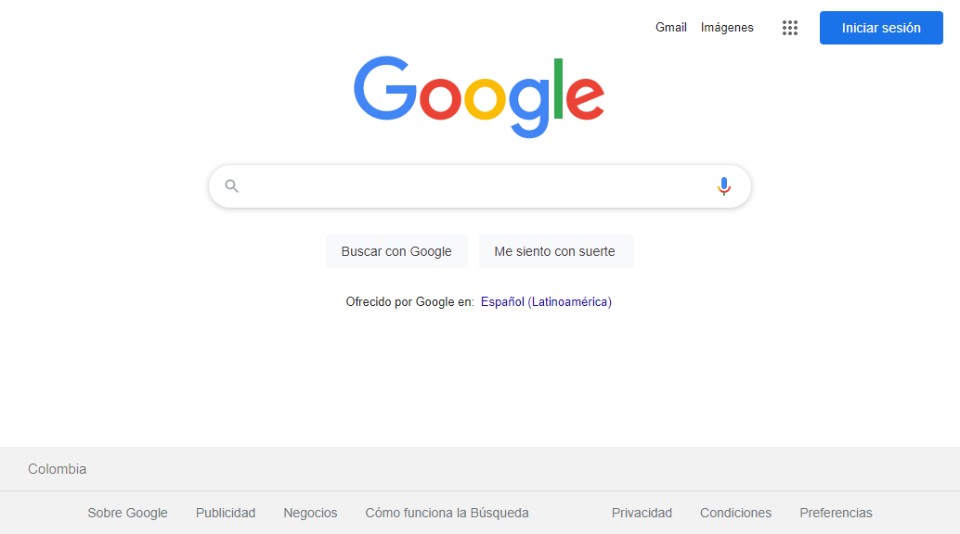 Gmail Imágenes Iniciar sesión
Google
Buscar con Google Me siento con suerte
Ofrecido por Google en: Español (Latinoamérica)
Colombia
Sobre Google Publicidad Negocios Cómo funciona la Búsqueda Privacidad Condiciones Preferencias